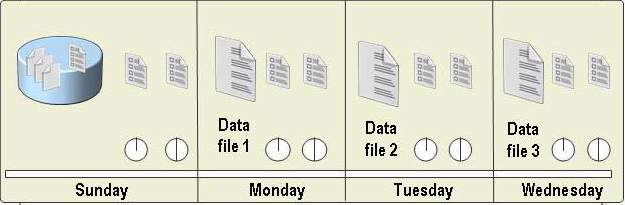 Data
file 1
Data
file 2
Data
file 3
Sunday
Monday
Tuesday
Wednesday